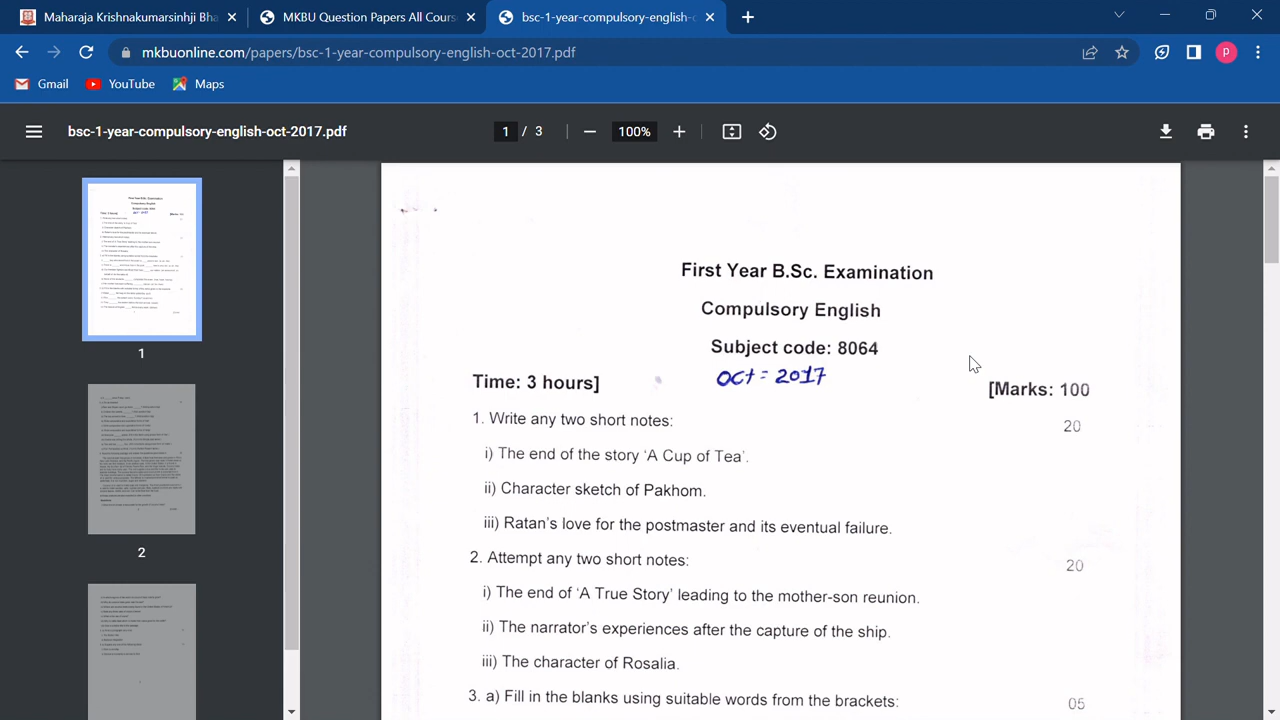 Maharaja Krishnakumarsinhji Bha
MKBU Question Papers All Cours
bsc-1-year-compulsory-english-o
mkbuonline.com/papers/bsc-1-year-compulsory-english-oct-2017.pdf
P
Gmail
YouTube
Maps
bsc-1-year-compulsory-english-oct-2017.pdf
1 / 3
100%
1
2
First Year B.Sc. Examination
Compulsory English
Subject code: 8064
Oct = 2017
Time: 3 hours]
[Marks: 100
1. Write any two short notes: 20
i) The end of the story 'A Cup of Tea'.
ii) Character sketch of Pakhom.
iii) Ratan's love for the postmaster and its eventual failure.
2. Attempt any two short notes: 20
i) The end of 'A True Story' leading to the mother-son reunion.
ii) The narrator's experiences after the capture of the ship.
iii) The character of Rosalia.
3. a) Fill in the blanks using suitable words from the brackets: 05